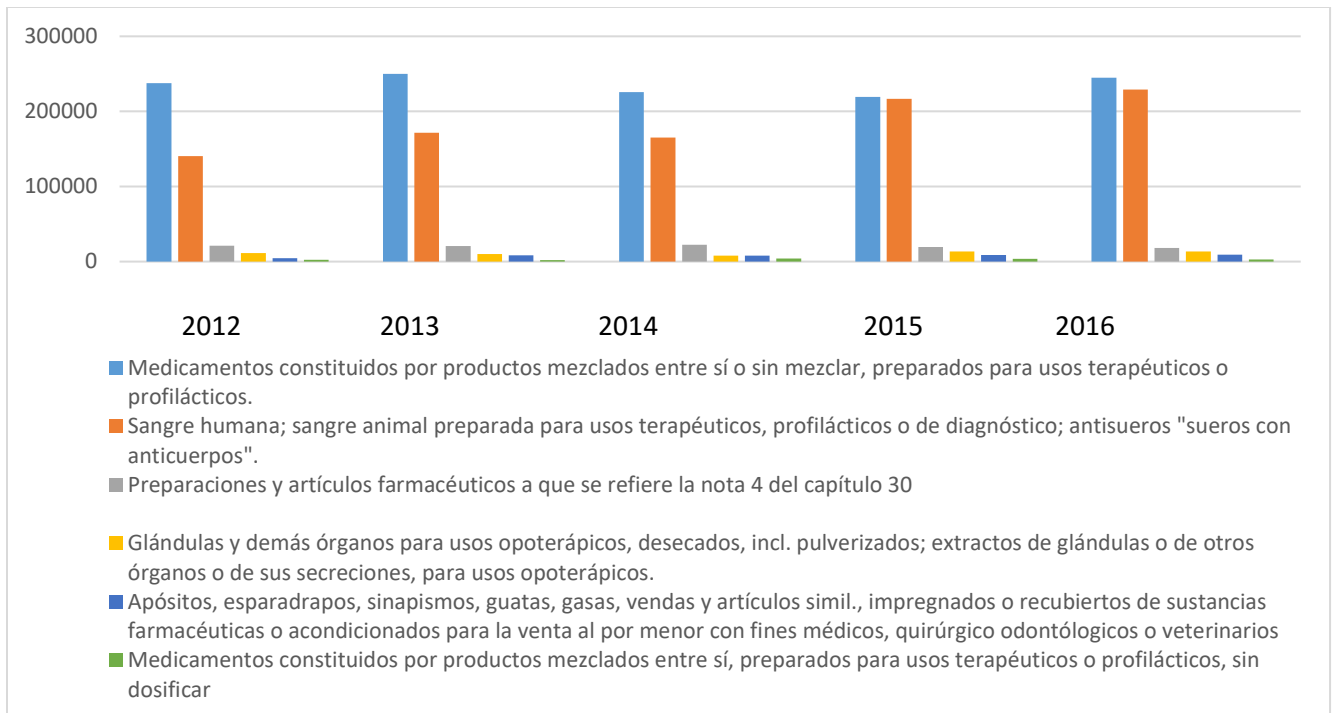 300000
200000
100000
0
2012 2013 2014 2015 2016
Medicamentos constituidos por productos mezclados entre sí o sin mezclar, preparados para usos terapéuticos o
profilácticos.
Sangre humana; sangre animal preparada para usos terapéuticos, profilácticos o de diagnóstico; antisueros "sueros con
anticuerpos".
Preparaciones y artículos farmacéuticos a que se refiere la nota 4 del capítulo 30
Glándulas y demás órganos para usos opoterápicos, desecados, incl. pulverizados; extractos de glándulas o de otros
órganos o de sus secreciones, para usos opoterápicos.
Apósitos, esparadrapos, sinapismos, guatas, gasas, vendas y artículos simil., impregnados o recubiertos de sustancias
farmacéuticas o acondicionados para la venta al por menor con fines médicos, quirúrgico odontólogicos o veterinarios
Medicamentos constituidos por productos mezclados entre sí, preparados para usos terapéuticos o profilácticos, sin
dosificar